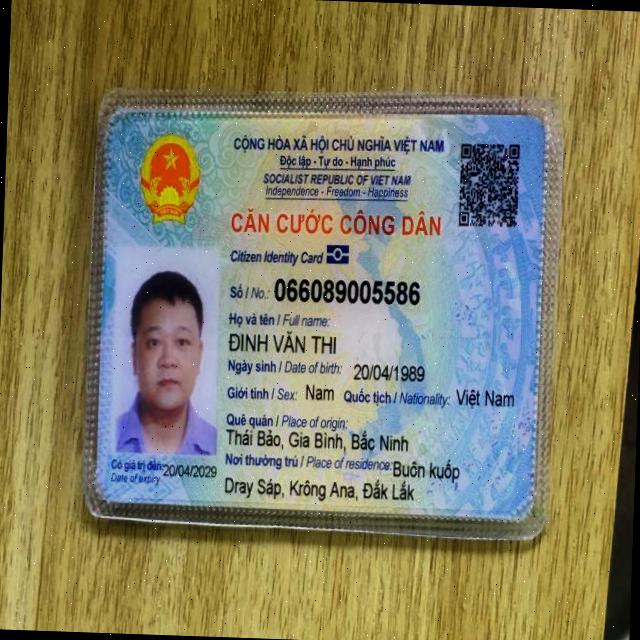 CỘNG HÒA XÃ HỘI CHỦ NGHĨA VIỆT NAM
Độc lập - Tự do - Hạnh phúc
SOCIALIST REPUBLIC OF VIET NAM
Independence - Freedom - Happiness
CĂN CƯỚC CÔNG DÂN
Citizen Identity Card
Số / No.: 066089005586
Họ và tên / Full name:
ĐINH VĂN THI
Ngày sinh / Date of birth: 20/04/1989
Giới tính / Sex: Nam Quốc tịch / Nationality: Việt Nam
Quê quán / Place of origin:
Thái Bảo, Gia Bình, Bắc Ninh
Nơi thường trú / Place of residence: Buôn kuốp
Dray Sáp, Krông Ana, Đắk Lắk
Có giá trị đến: 20/04/2029
Date of expiry